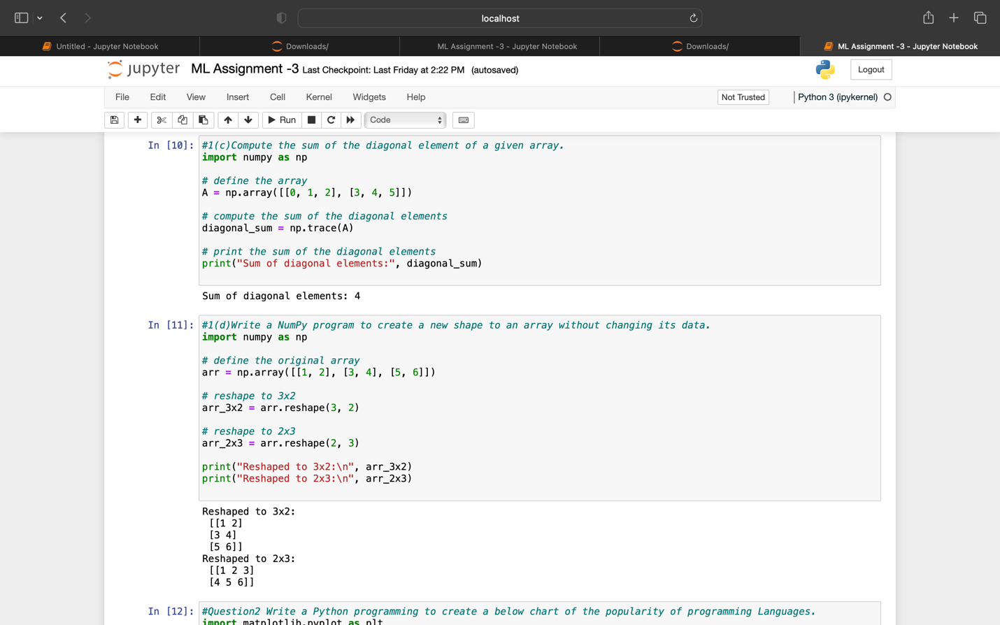 localhost
Untitled - Jupyter Notebook
Downloads/
ML Assignment -3 - Jupyter Notebook
Downloads/
ML Assignment -3 - Jupyter Notebook
jupyter ML Assignment -3 Last Checkpoint: Last Friday at 2:22 PM (autosaved)
Logout
File Edit View Insert Cell Kernel Widgets Help
Not Trusted
Python 3 (ipykernel)
Run
Code
In [10]: #1(c)Compute the sum of the diagonal element of a given array.
import numpy as np
# define the array
A = np.array([[0, 1, 2], [3, 4, 5]])
# compute the sum of the diagonal elements
diagonal_sum = np.trace(A)
# print the sum of the diagonal elements
print("Sum of diagonal elements:", diagonal_sum)
Sum of diagonal elements: 4
In [11]: #1(d)Write a NumPy program to create a new shape to an array without changing its data.
import numpy as np
# define the original array
arr = np.array([[1, 2], [3, 4], [5, 6]])
# reshape to 3x2
arr_3x2 = arr.reshape(3, 2)
# reshape to 2x3
arr_2x3 = arr.reshape(2, 3)
print("Reshaped to 3x2:\n", arr_3x2)
print("Reshaped to 2x3:\n", arr_2x3)
Reshaped to 3x2:
[[1 2]
[3 4]
[5 6]]
Reshaped to 2x3:
[[1 2 3]
[4 5 6]]
In [12]: #Question2 Write a Python programming to create a below chart of the popularity of programming Languages.
import matplotlib.pyplot as plt